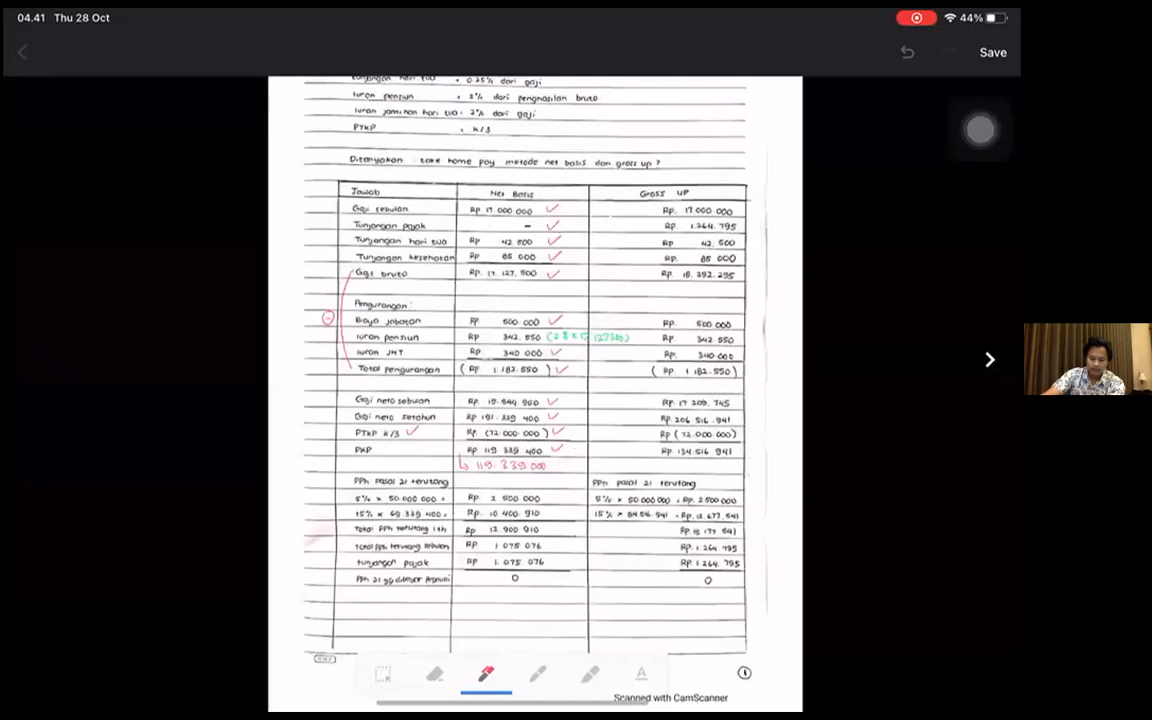 04.41 Thu 28 Oct
44%
Save
Tunjangan hari tua : 0.25% dari gaji
Iuran pensiun : 2% dari penghasilan bruto
Iuran jaminan hari tua : 2% dari gaji
PTKP : K/3
Ditanyakan : take home pay metode net basis dan gross up ?
Jawab Net Basis Gross UP
Gaji sebulan Rp 17.000.000 Rp. 17.000.000
Tunjangan pajak - Rp. 1.264.795
Tunjangan hari tua Rp 42.500 Rp 42.500
Tunjangan kesehatan Rp 85.000 Rp. 85.000
Gaji bruto Rp. 17.127.500 Rp. 18.392.295
Pengurangan :
Biaya jabatan Rp. 500.000 Rp. 500.000
Iuran pensiun Rp 342.550 Rp. 342.550
Iuran JHT Rp. 340.000 Rp. 340.000
Total pengurangan (Rp 1.182.550) (Rp. 1.182.550)
Gaji neto sebulan Rp. 15.944.950 Rp. 17.209.745
Gaji neto setahun Rp 191.339.400 Rp. 206.516.941
PTKP K/3 Rp (72.000.000) Rp (72.000.000)
PKP Rp 119.339.400 Rp. 134.516.941
119.339.000
PPh pasal 21 terutang PPh pasal 21 terutang
5% × 50.000.000 = Rp. 2.500.000 5% × 50.000.000 = Rp. 2.500.000
15% × 69.339.400 = Rp 10.400.910 15% × = Rp. 12.677.541
Total PPh terutang 1 th Rp 12.900.910 Rp 15.177.541
Total PPh terutang sebulan Rp 1.075.076 Rp. 1.264.795
Tunjangan pajak Rp 1.075.076 Rp 1.264.795
PPh 21 yg dibayar 0 0
Scanned with CamScanner